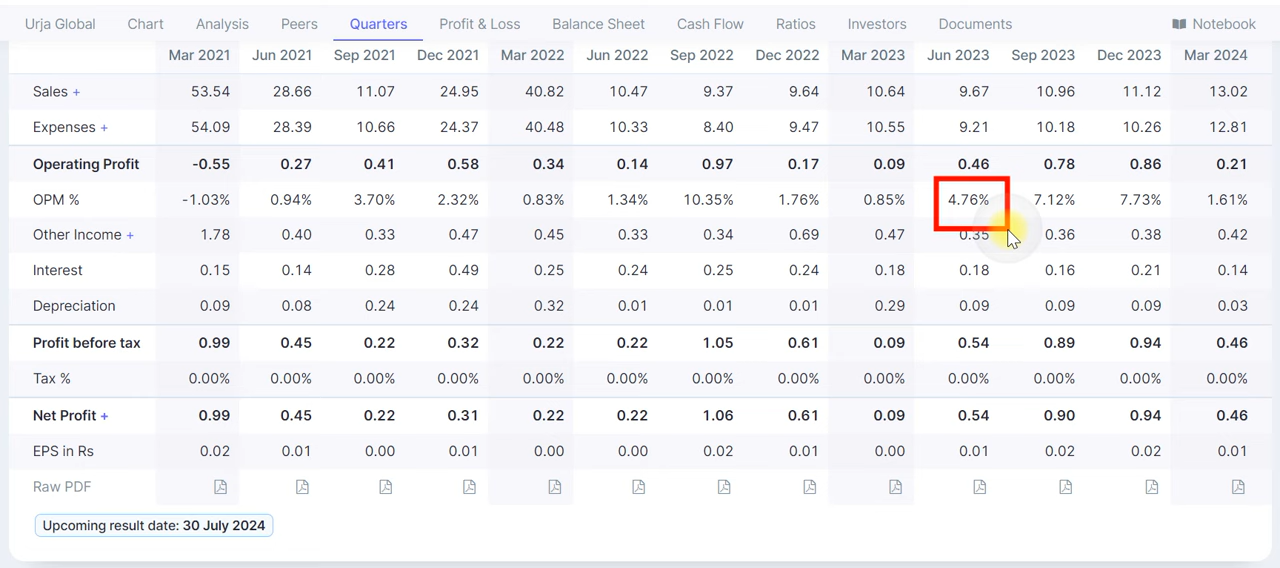 Urja Global Chart Analysis Peers Quarters Profit & Loss Balance Sheet Cash Flow Ratios Investors Documents Notebook
Mar 2021 Jun 2021 Sep 2021 Dec 2021 Mar 2022 Jun 2022 Sep 2022 Dec 2022 Mar 2023 Jun 2023 Sep 2023 Dec 2023 Mar 2024
Sales + 53.54 28.66 11.07 24.95 40.82 10.47 9.37 9.64 10.64 9.67 10.96 11.12 13.02
Expenses + 54.09 28.39 10.66 24.37 40.48 10.33 8.40 9.47 10.55 9.21 10.18 10.26 12.81
Operating Profit -0.55 0.27 0.41 0.58 0.34 0.14 0.97 0.17 0.09 0.46 0.78 0.86 0.21
OPM % -1.03% 0.94% 3.70% 2.32% 0.83% 1.34% 10.35% 1.76% 0.85% 4.76% 7.12% 7.73% 1.61%
Other Income + 1.78 0.40 0.33 0.47 0.45 0.33 0.34 0.69 0.47 0.35 0.36 0.38 0.42
Interest 0.15 0.14 0.28 0.49 0.25 0.24 0.25 0.24 0.18 0.18 0.16 0.21 0.14
Depreciation 0.09 0.08 0.24 0.24 0.32 0.01 0.01 0.01 0.29 0.09 0.09 0.09 0.03
Profit before tax 0.99 0.45 0.22 0.32 0.22 0.22 1.05 0.61 0.09 0.54 0.89 0.94 0.46
Tax % 0.00% 0.00% 0.00% 0.00% 0.00% 0.00% 0.00% 0.00% 0.00% 0.00% 0.00% 0.00% 0.00%
Net Profit + 0.99 0.45 0.22 0.31 0.22 0.22 1.06 0.61 0.09 0.54 0.90 0.94 0.46
EPS in Rs 0.02 0.01 0.00 0.01 0.00 0.00 0.02 0.01 0.00 0.01 0.02 0.02 0.01
Raw PDF
Upcoming result date: 30 July 2024